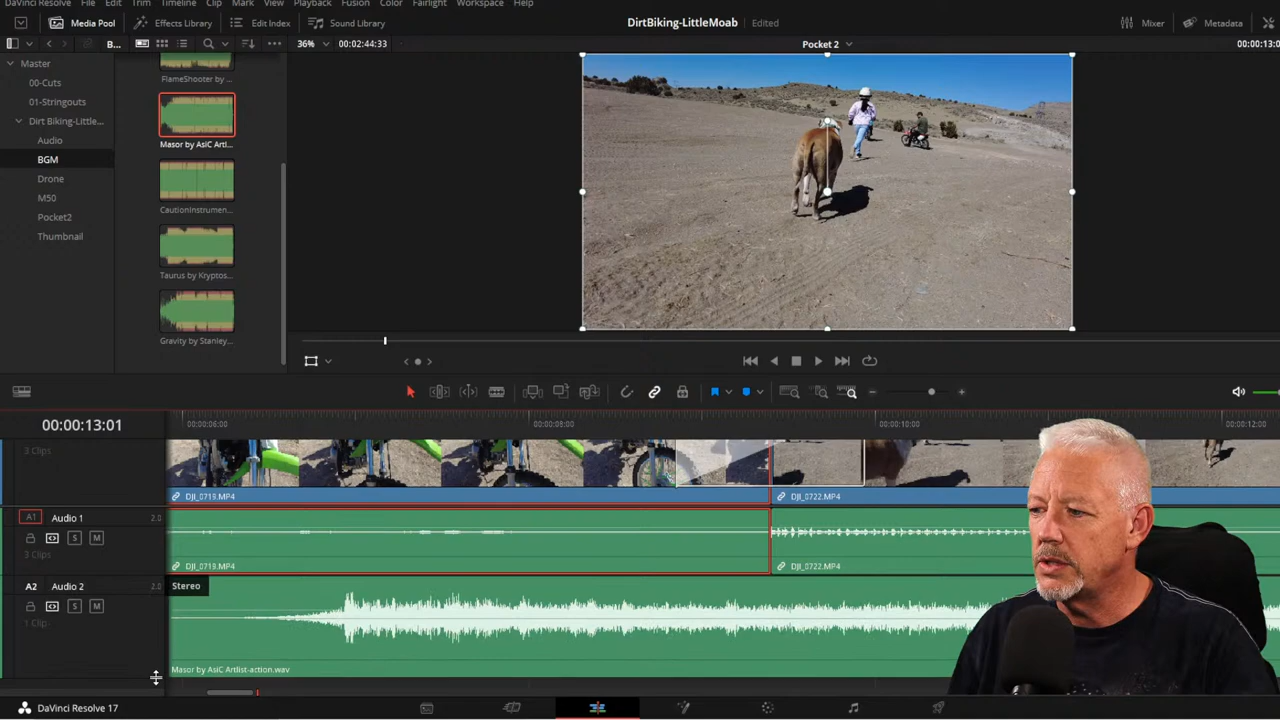 DaVinci Resolve File Edit Trim Timeline Clip Mark View Playback Fusion Color Fairlight Workspace Help
Media Pool Effects Library Edit Index Sound Library DirtBiking-LittleMoab Edited Mixer Metadata
B... 36% 00:02:44:33 Pocket 2 00:00:13:0
Master
00-Cuts
01-Stringouts
Dirt Biking-Little...
Audio
BGM
Drone
M50
Pocket2
Thumbnail
FlameShooter by ...
Masor by AsiC Artl...
CautionInstrumen...
Taurus by Kryptos...
Gravity by Stanley...
00:00:13:01 00:00:06:00 00:00:08:00 00:00:10:00 00:00:12:00
3 Clips
DJI_0719.MP4 DJI_0722.MP4
A1 Audio 1 2.0
S M
3 Clips
DJI_0719.MP4 DJI_0722.MP4
A2 Audio 2 2.0 Stereo
S M
1 Clip
Masor by AsiC Artlist-action.wav
DaVinci Resolve 17